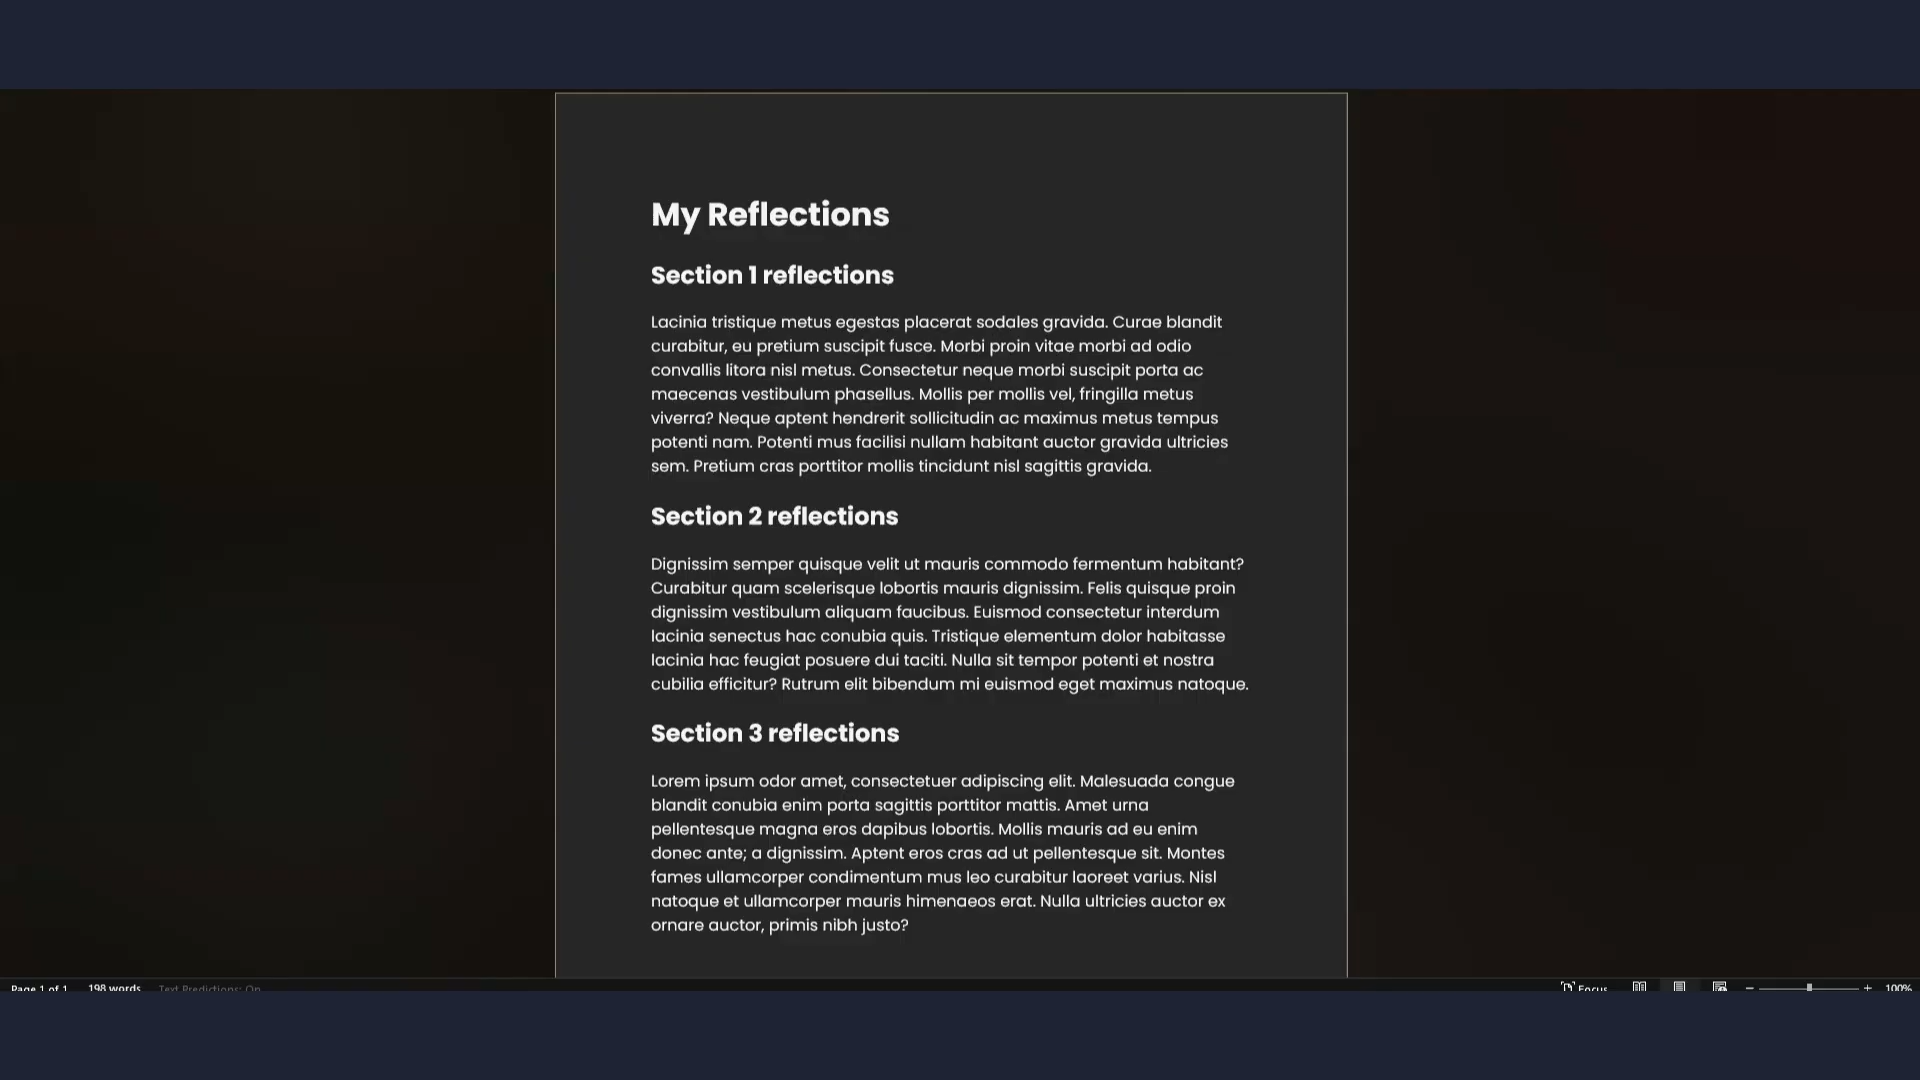 My Reflections
Section 1 reflections
Lacinia tristique metus egestas placerat sodales gravida. Curae blandit
curabitur, eu pretium suscipit fusce. Morbi proin vitae morbi ad odio
convallis litora nisl metus. Consectetur neque morbi suscipit porta ac
maecenas vestibulum phasellus. Mollis per mollis vel, fringilla metus
viverra? Neque aptent hendrerit sollicitudin ac maximus metus tempus
potenti nam. Potenti mus facilisi nullam habitant auctor gravida ultricies
sem. Pretium cras porttitor mollis tincidunt nisl sagittis gravida.
Section 2 reflections
Dignissim semper quisque velit ut mauris commodo fermentum habitant?
Curabitur quam scelerisque lobortis mauris dignissim. Felis quisque proin
dignissim vestibulum aliquam faucibus. Euismod consectetur interdum
lacinia senectus hac conubia quis. Tristique elementum dolor habitasse
lacinia hac feugiat posuere dui taciti. Nulla sit tempor potenti et nostra
cubilia efficitur? Rutrum elit bibendum mi euismod eget maximus natoque.
Section 3 reflections
Lorem ipsum odor amet, consectetuer adipiscing elit. Malesuada congue
blandit conubia enim porta sagittis porttitor mattis. Amet urna
pellentesque magna eros dapibus lobortis. Mollis mauris ad eu enim
donec ante; a dignissim. Aptent eros cras ad ut pellentesque sit. Montes
fames ullamcorper condimentum mus leo curabitur laoreet varius. Nisl
natoque et ullamcorper mauris himenaeos erat. Nulla ultricies auctor ex
ornare auctor, primis nibh justo?
Page 1 of 1 198 words Text Predictions: On Focus 100%